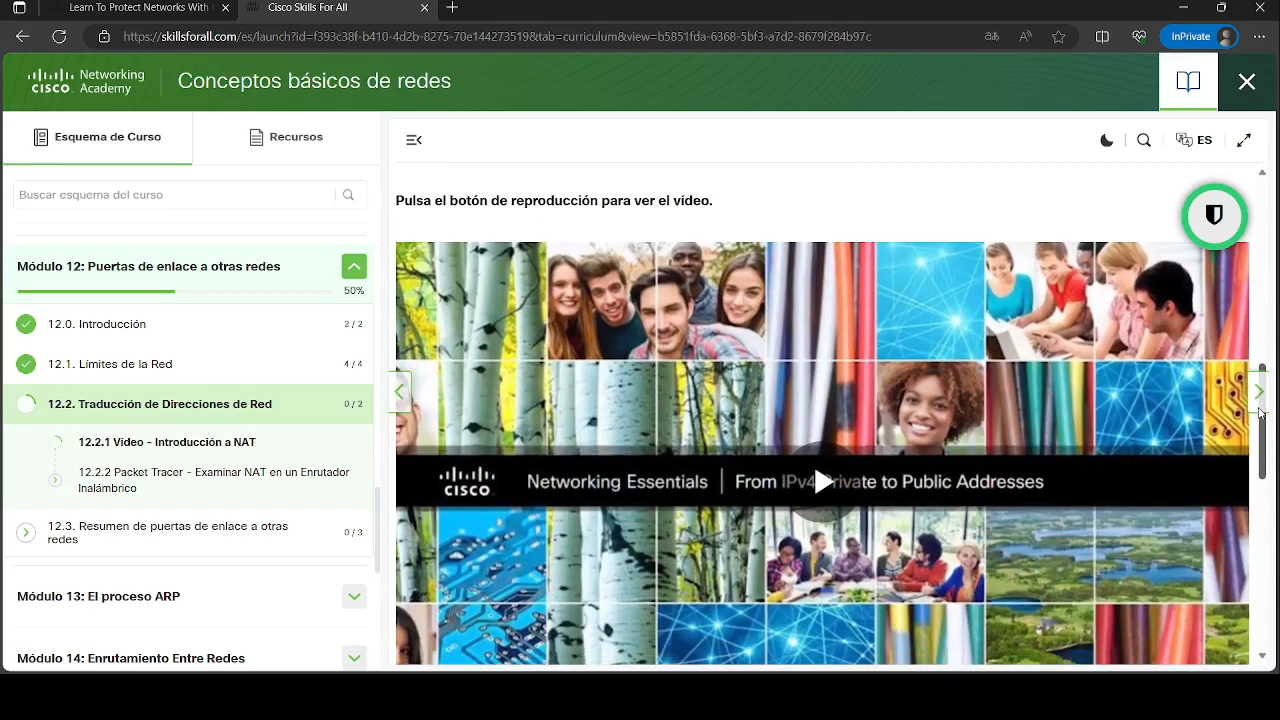 Learn To Protect Networks With
Cisco Skills For All
https://skillsforall.com/es/launch?id=f393c38f-b410-4d2b-8275-70e144273519&tab=curriculum&view=b5851fda-6368-5bf3-a7d2-8679f284b97c
InPrivate
CISCO Networking Academy
Conceptos básicos de redes
Esquema de Curso
Recursos
ES
Buscar esquema del curso
Módulo 12: Puertas de enlace a otras redes
50%
12.0. Introducción 2 / 2
12.1. Límites de la Red 4 / 4
12.2. Traducción de Direcciones de Red 0 / 2
12.2.1 Video - Introducción a NAT
12.2.2 Packet Tracer - Examinar NAT en un Enrutador
Inalámbrico
12.3. Resumen de puertas de enlace a otras
redes 0 / 3
Módulo 13: El proceso ARP
Módulo 14: Enrutamiento Entre Redes
Pulsa el botón de reproducción para ver el vídeo.
CISCO Networking Essentials | From IPv4 Private to Public Addresses